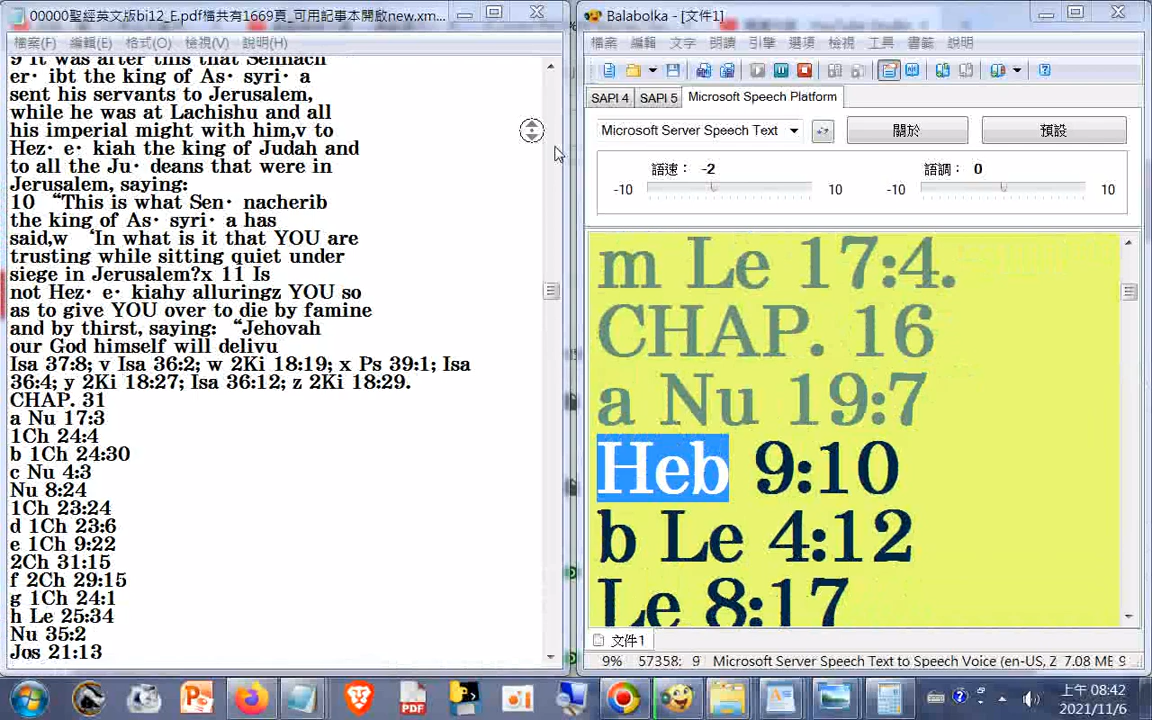 00000聖經英文版bi12_E.pdf檔共有1669頁_可用記事本開啟new.xm...
檔案(F) 編輯(E) 格式(O) 檢視(V) 說明(H)
9 It was after this that Sennach
er·ibt the king of As·syri·a
sent his servants to Jerusalem,
while he was at Lachishu and all
his imperial might with him,v to
Hez·e·kiah the king of Judah and
to all the Ju·deans that were in
Jerusalem, saying:
10 “This is what Sen·nacherib
the king of As·syri·a has
said,w ‘In what is it that YOU are
trusting while sitting quiet under
siege in Jerusalem?x 11 Is
not Hez·e·kiahy alluringz YOU so
as to give YOU over to die by famine
and by thirst, saying: “Jehovah
our God himself will delivu
Isa 37:8; v Isa 36:2; w 2Ki 18:19; x Ps 39:1; Isa
36:4; y 2Ki 18:27; Isa 36:12; z 2Ki 18:29.
CHAP. 31
a Nu 17:3
1Ch 24:4
b 1Ch 24:30
c Nu 4:3
Nu 8:24
1Ch 23:24
d 1Ch 23:6
e 1Ch 9:22
2Ch 31:15
f 2Ch 29:15
g 1Ch 24:1
h Le 25:34
Nu 35:2
Jos 21:13
Balabolka - [文件1]
檔案 編輯 文字 朗讀 引擎 選項 檢視 工具 書籤 說明
SAPI 4 SAPI 5 Microsoft Speech Platform
Microsoft Server Speech Text 關於 預設
語速: -2 語調: 0
-10 10 -10 10
m Le 17:4.
CHAP. 16
a Nu 19:7
Heb 9:10
b Le 4:12
Le 8:17
文件1
9% 57358: 9 Microsoft Server Speech Text to Speech Voice (en-US, Z 7.08 MB 9
PDF
上午 08:42
2021/11/6